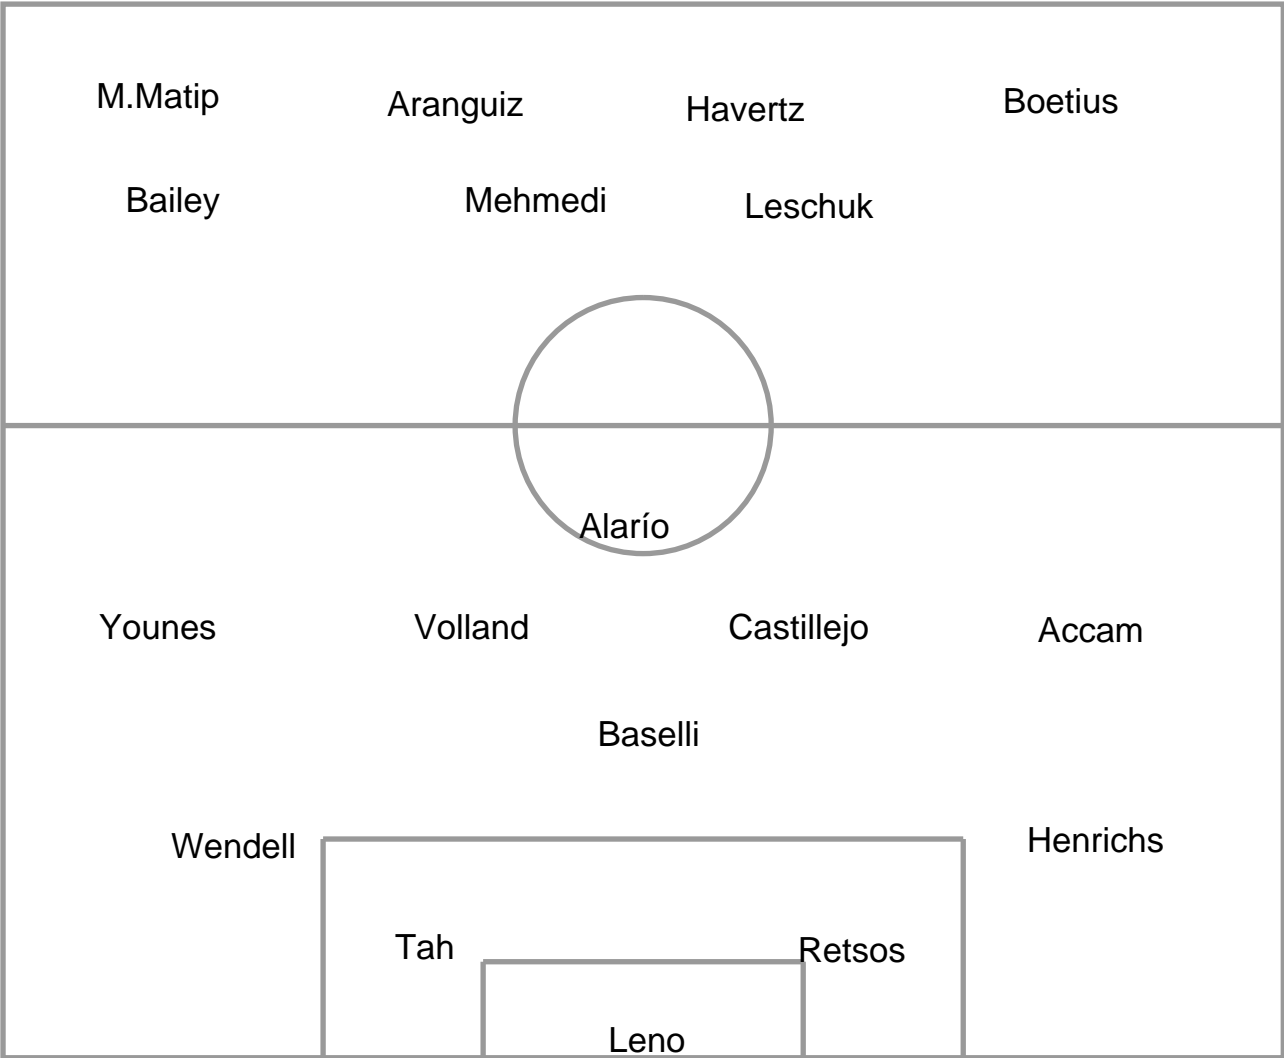 M.Matip Aranguiz Havertz Boetius
Bailey Mehmedi Leschuk
Alarío
Younes Volland Castillejo Accam
Baselli
Wendell Henrichs
Tah Retsos
Leno